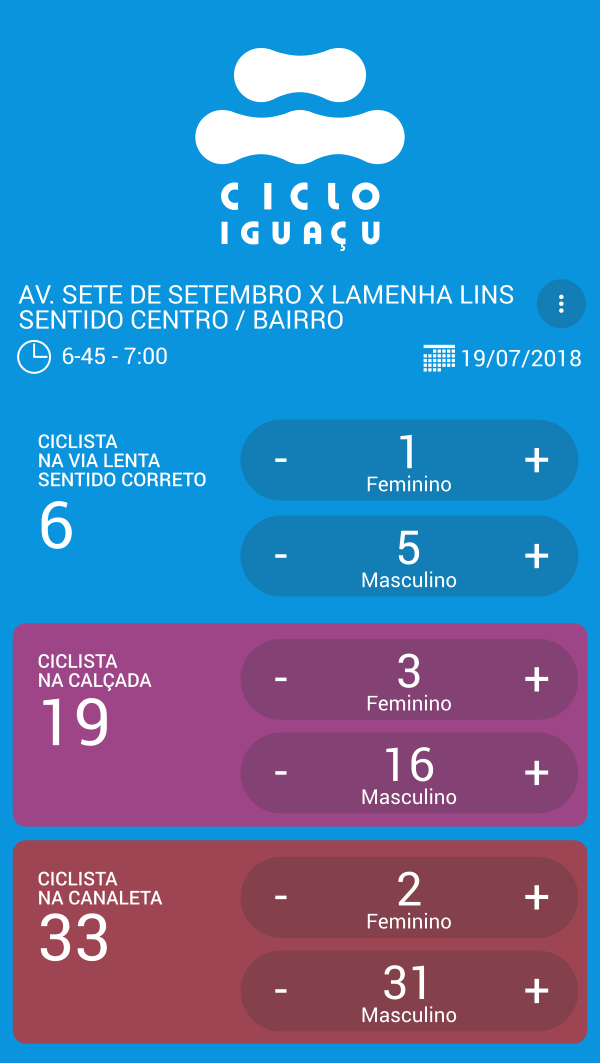 CICLO
IGUAÇU
AV. SETE DE SETEMBRO X LAMENHA LINS
SENTIDO CENTRO / BAIRRO
6-45 - 7:00
19/07/2018
CICLISTA
NA VIA LENTA
SENTIDO CORRETO
6
- 1 +
Feminino
- 5 +
Masculino
CICLISTA
NA CALÇADA
19
- 3 +
Feminino
- 16 +
Masculino
CICLISTA
NA CANALETA
33
- 2 +
Feminino
- 31 +
Masculino